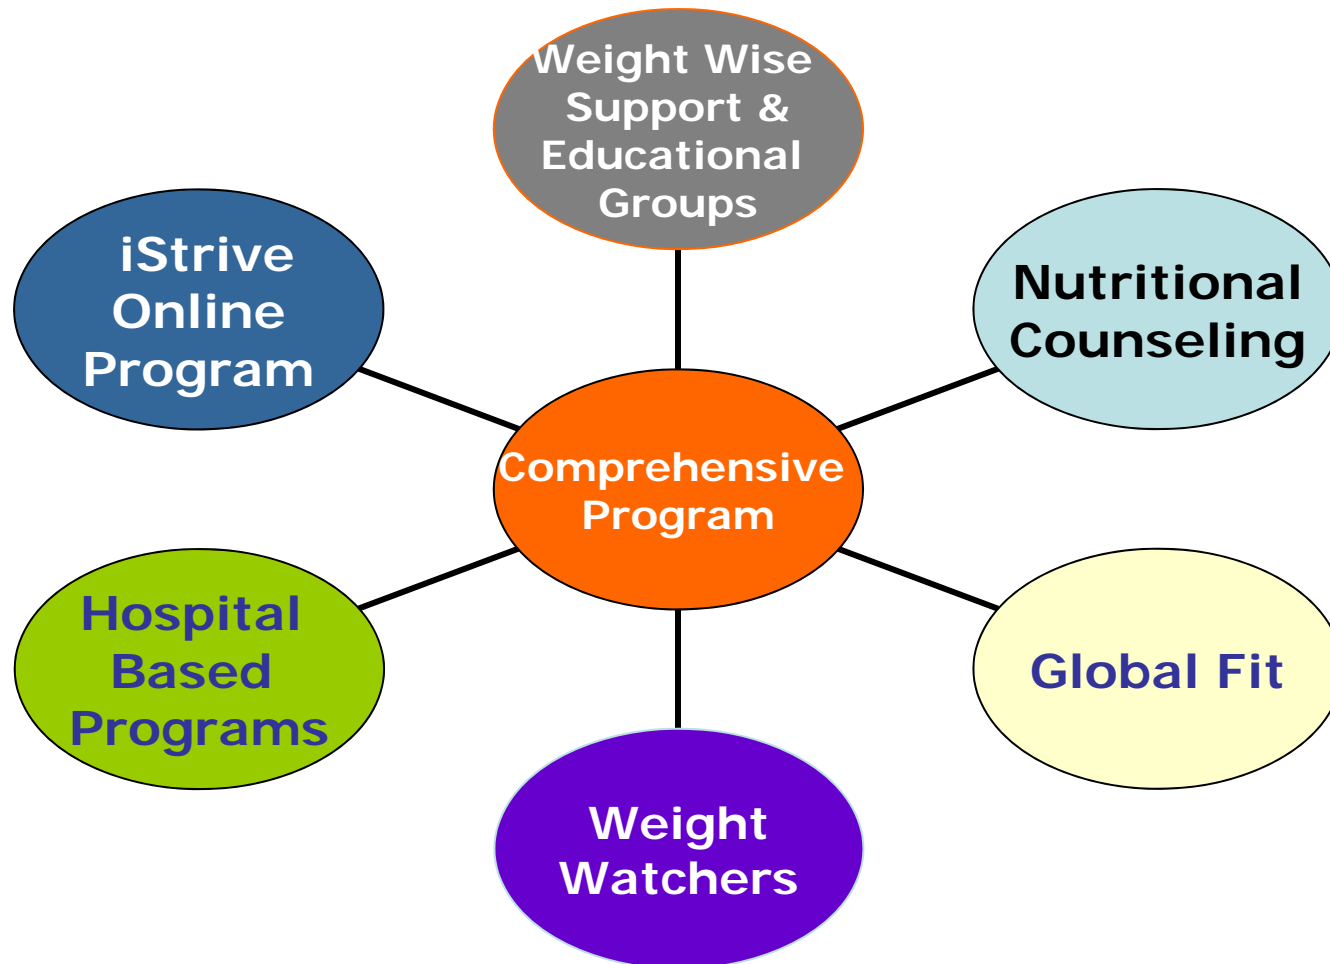 Weight Wise
Support &
Educational
Groups
iStrive
Online
Program
Nutritional
Counseling
Comprehensive
Program
Hospital
Based
Programs
Global Fit
Weight
Watchers